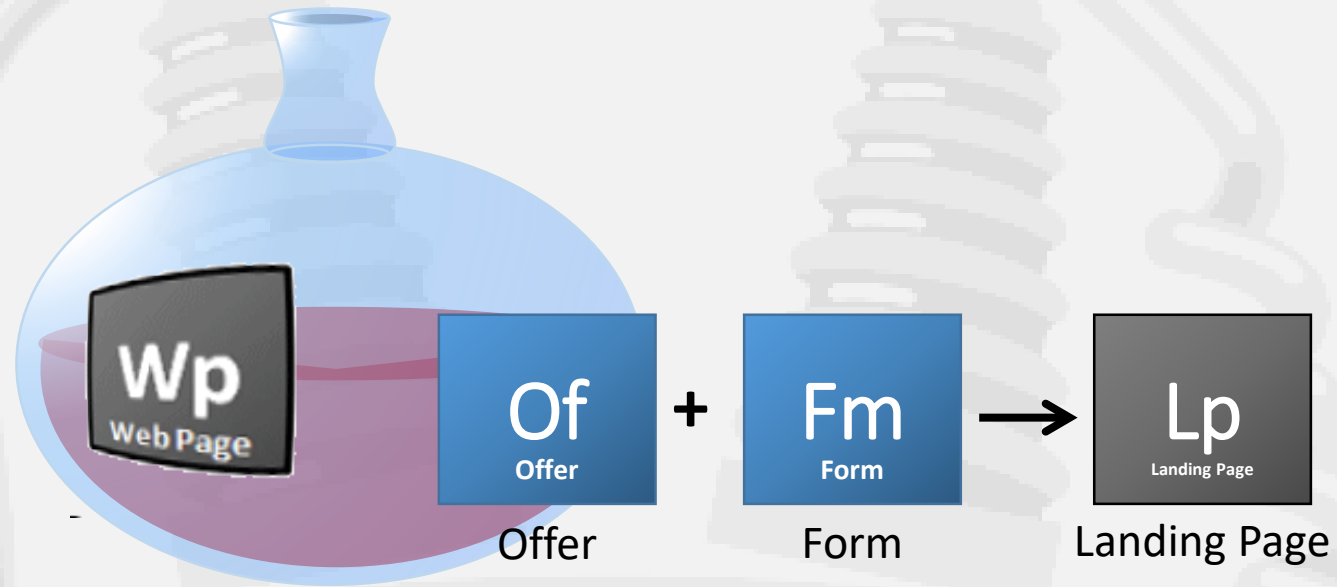 Wp
Web Page
Of
Offer
+
Fm
Form
Lp
Landing Page
Offer
Form
Landing Page